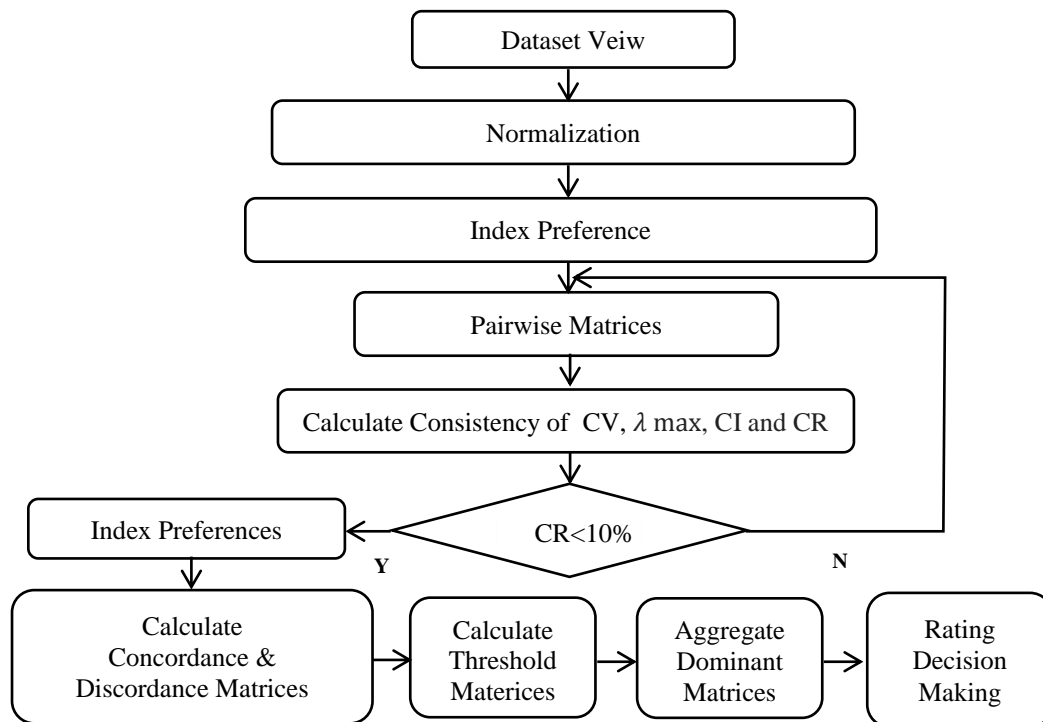 Dataset Veiw
Normalization
Index Preference
Pairwise Matrices
Calculate Consistency of CV, λ max, CI and CR
CR<10%
Index Preferences
Y
N
Calculate
Concordance &
Discordance Matrices
Calculate
Threshold
Materices
Aggregate
Dominant
Matrices
Rating
Decision
Making